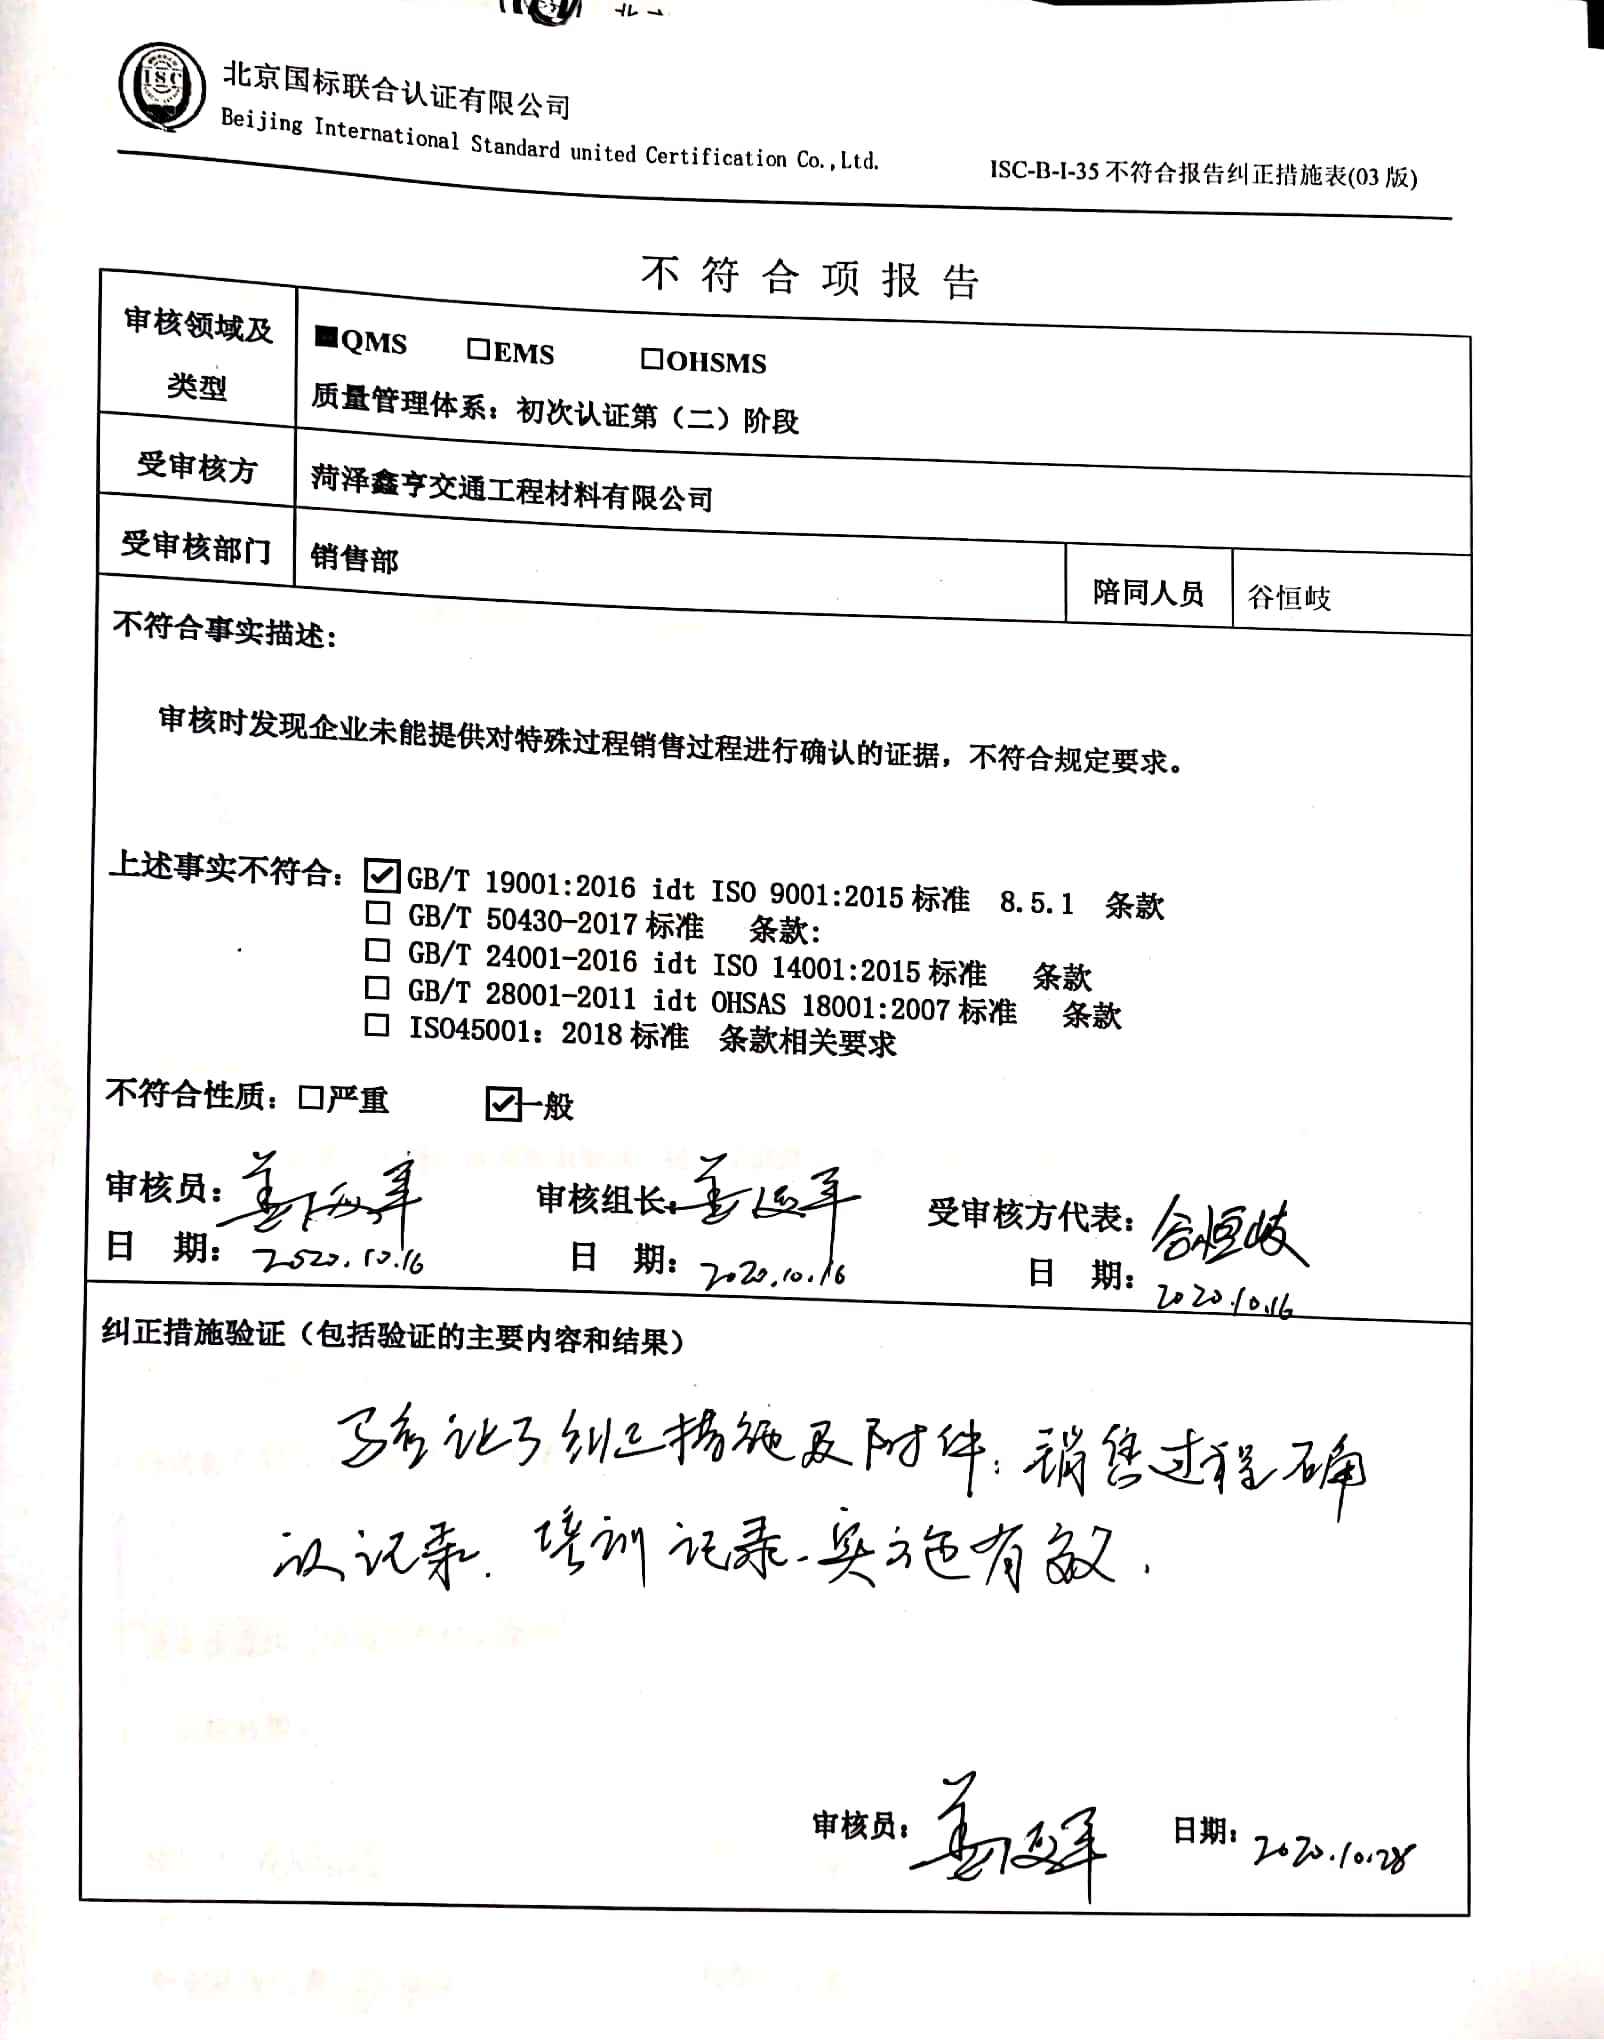 北京国标联合认证有限公司
Beijing International Standard united Certification Co.,Ltd.
ISC-B-I-35 不符合报告纠正措施表(03 版)
不符合项报告
审核领域及类型
■QMS □EMS □OHSMS
质量管理体系：初次认证第（二）阶段
受审核方 菏泽鑫亨交通工程材料有限公司
受审核部门 销售部 陪同人员 谷恒岐
不符合事实描述：
审核时发现企业未能提供对特殊过程销售过程进行确认的证据，不符合规定要求。
上述事实不符合：☑GB/T 19001:2016 idt ISO 9001:2015 标准 8.5.1 条款
□ GB/T 50430-2017 标准 条款：
□ GB/T 24001-2016 idt ISO 14001:2015 标准 条款
□ GB/T 28001-2011 idt OHSAS 18001:2007 标准 条款
□ ISO45001：2018 标准 条款相关要求
不符合性质：□严重 ☑一般
审核员： 审核组长： 受审核方代表：谷恒岐
日 期：2020.10.16 日 期：2020.10.16 日 期：2020.10.16
纠正措施验证（包括验证的主要内容和结果）
验证了纠正措施及附件：销售过程确
认记录.培训记录-实施有效.
审核员： 日期：2020.10.28